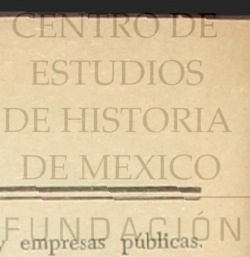 CENTRO DE
ESTUDIOS
DE HISTORIA
DE MEXICO
FUNDACIÓN
y empresas públicas.